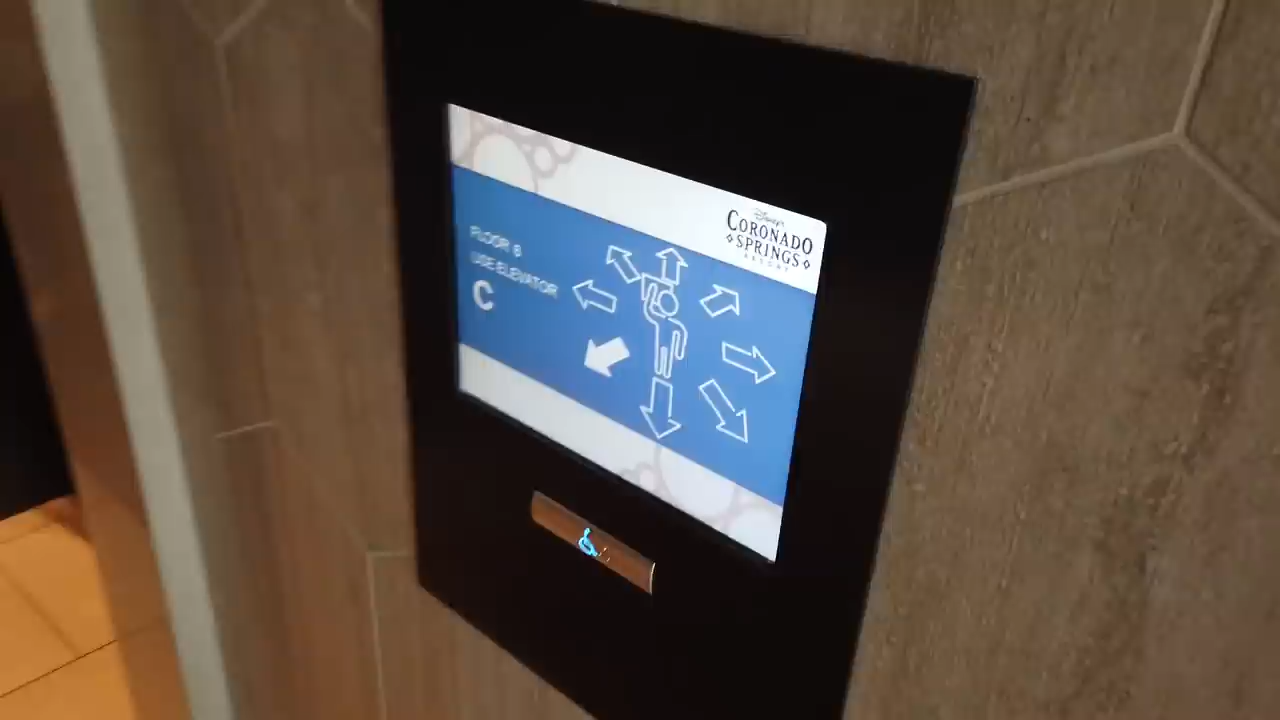 Disney's
CORONADO
SPRINGS
RESORT
FLOOR 8
USE ELEVATOR
C